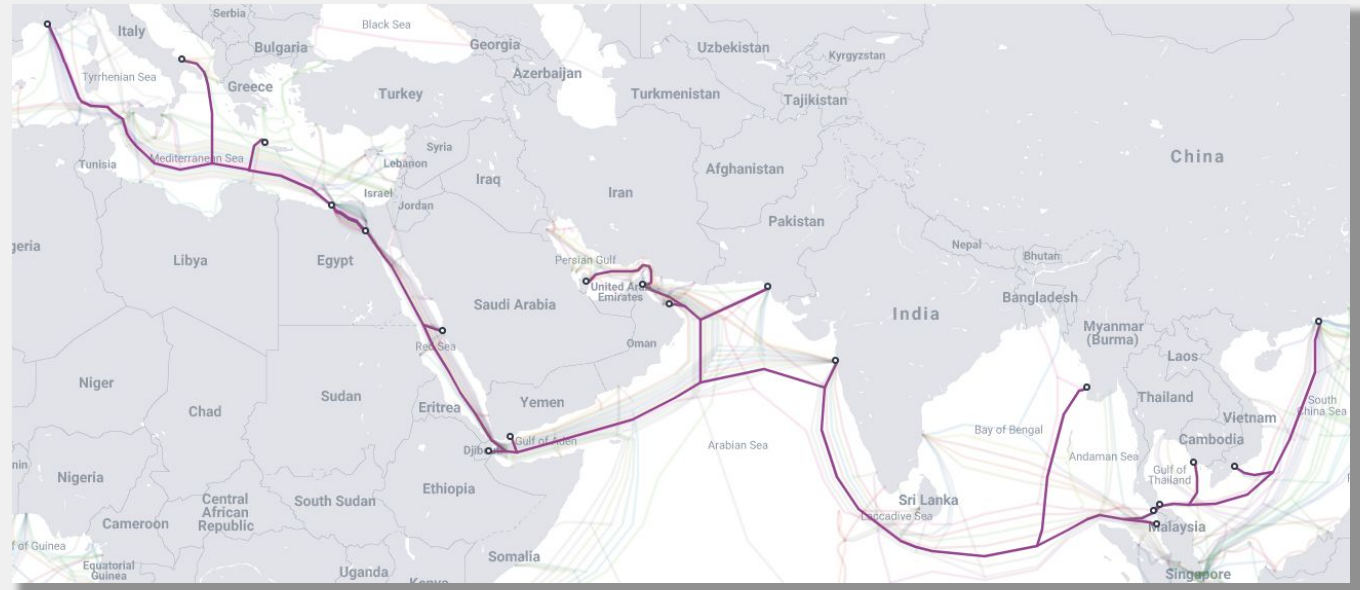 Serbia
Black Sea
Italy
Bulgaria
Georgia
Uzbekistan
Kyrgyzstan
Azerbaijan
Tyrrhenian Sea
Greece
Turkey
Turkmenistan
Tajikistan
China
Syria
Mediterranean Sea
Tunisia
Lebanon
Afghanistan
Iraq
Iran
Israel
Jordan
Pakistan
geria
Libya
Egypt
Persian Gulf
Nepal
Bhutan
United Arab
Emirates
Bangladesh
Saudi Arabia
India
Myanmar
(Burma)
Oman
Red Sea
Laos
Niger
Sudan
Chad
Eritrea
Yemen
Thailand
South
China Sea
Vietnam
Bay of Bengal
Gulf of Aden
Arabian Sea
Cambodia
Djib
Andaman Sea
nin
Nigeria
Gulf of
Thailand
Ethiopia
Central
African
Republic
South Sudan
Sri Lanka
Laccadive Sea
Cameroon
Malaysia
f of Guinea
Somalia
Equatorial
Guinea
Uganda
Kenya
Singapore